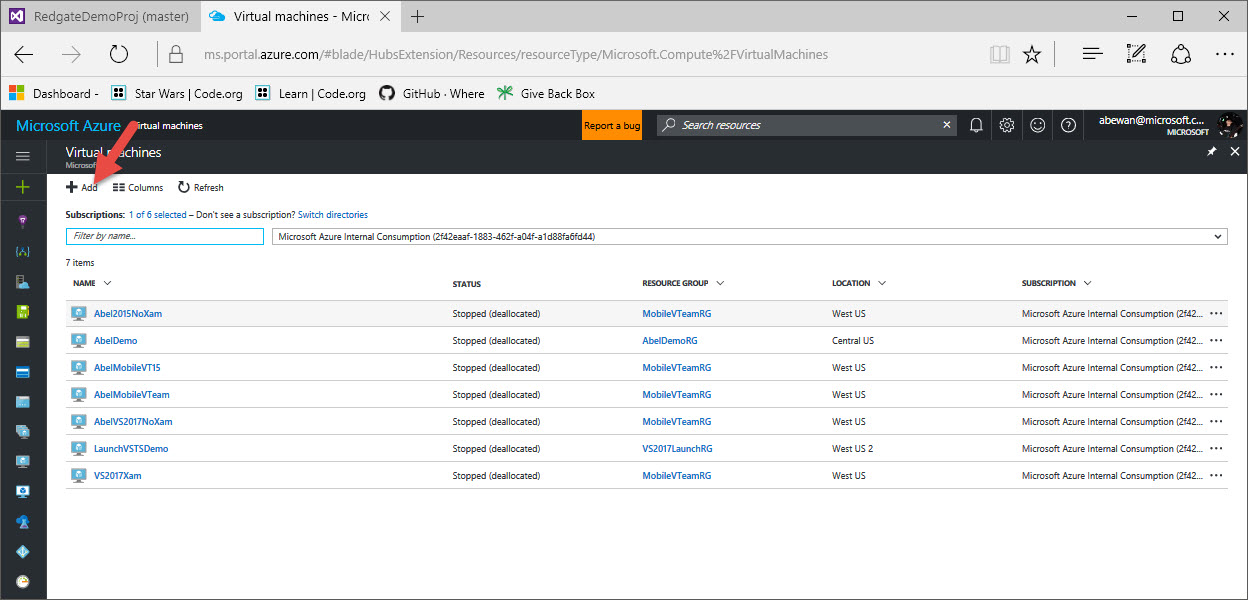 RedgateDemoProj (master)
Virtual machines - Micro
ms.portal.azure.com/#blade/HubsExtension/Resources/resourceType/Microsoft.Compute%2FVirtualMachines
Dashboard - Star Wars | Code.org Learn | Code.org GitHub · Where Give Back Box
Microsoft Azure irtual machines Report a bug Search resources abewan@microsoft.c...
MICROSOFT
Virtual machines
Microsof
Add Columns Refresh
Subscriptions: 1 of 6 selected – Don't see a subscription? Switch directories
Filter by name... Microsoft Azure Internal Consumption (2f42eaaf-1883-462f-a04f-a1d88fa6fd44)
7 items
NAME STATUS RESOURCE GROUP LOCATION SUBSCRIPTION
Abel2015NoXam Stopped (deallocated) MobileVTeamRG West US Microsoft Azure Internal Consumption (2f42... ...
AbelDemo Stopped (deallocated) AbelDemoRG Central US Microsoft Azure Internal Consumption (2f42... ...
AbelMobileVT15 Stopped (deallocated) MobileVTeamRG West US Microsoft Azure Internal Consumption (2f42... ...
AbelMobileVTeam Stopped (deallocated) MobileVTeamRG West US Microsoft Azure Internal Consumption (2f42... ...
AbelVS2017NoXam Stopped (deallocated) MobileVTeamRG West US Microsoft Azure Internal Consumption (2f42... ...
LaunchVSTSDemo Stopped (deallocated) VS2017LaunchRG West US 2 Microsoft Azure Internal Consumption (2f42... ...
VS2017Xam Stopped (deallocated) MobileVTeamRG West US Microsoft Azure Internal Consumption (2f42... ...